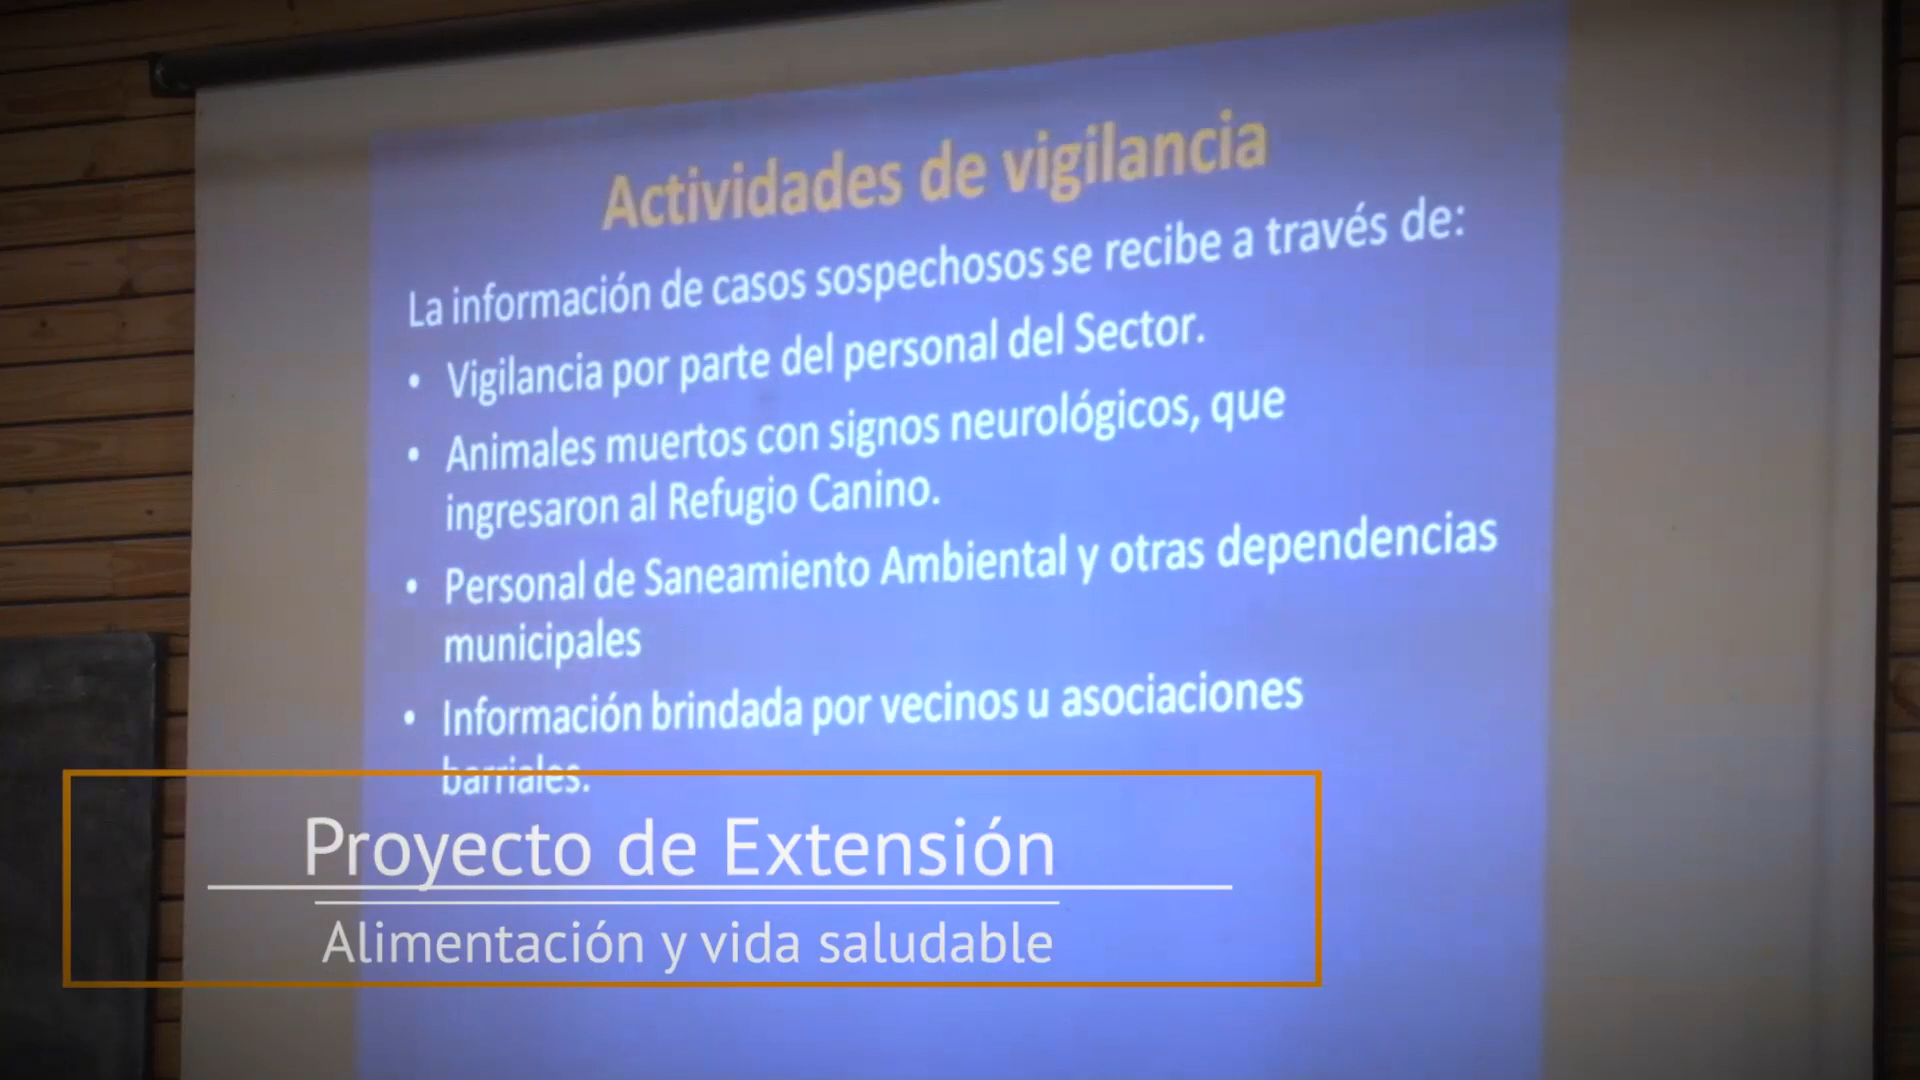 Actividades de vigilancia
La información de casos sospechosos se recibe a través de:
• Vigilancia por parte del personal del Sector.
• Animales muertos con signos neurológicos, que
ingresaron al Refugio Canino.
• Personal de Saneamiento Ambiental y otras dependencias
municipales
• Información brindada por vecinos u asociaciones
barriales.
Proyecto de Extensión
Alimentación y vida saludable